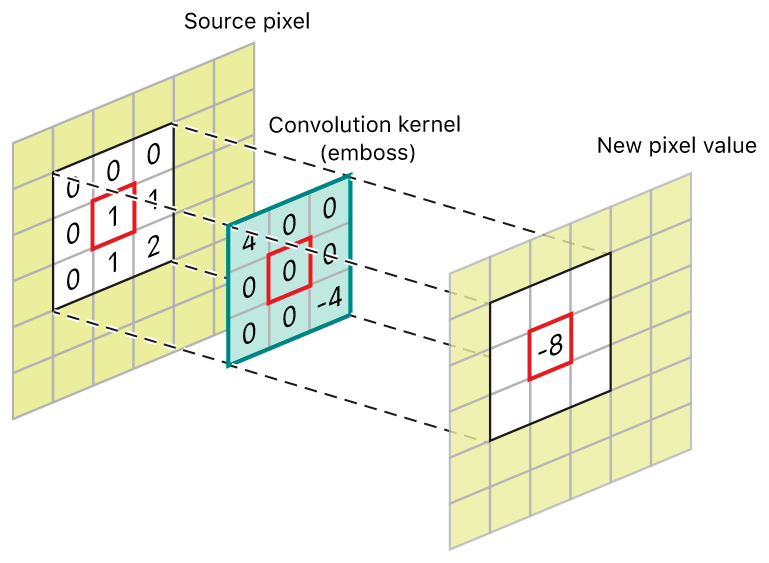 Source pixel
Convolution kernel
(emboss)
New pixel value
0 0 0
0 1 1
0 1 2
4 0 0
0 0 0
0 0 -4
-8